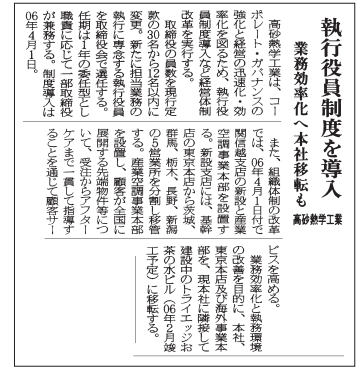 執行役員制度を導入
業務効率化へ本社移転も
高砂熱学工業
高砂熱学工業は、コー
ポレート・ガバナンスの
強化と経営の迅速化・効
率化を図るため、執行役
員制度導入など経営体制
改革を実行する。
取締役の員数を現行定
款の30名から12名以内に
変更。新たに担当業務の
執行に専念する執行役員
を取締役会で選任する。
任期は1年の委任型とし
職責に応じて一部取締役
が兼務する。制度導入は
06年4月1日。
また、組織体制の改革
では、06年4月1日付で
関信越支店の新設と産業
空調事業本部を設置す
る。新設支店には、基幹
店の東京本店から茨城、
群馬、栃木、長野、新潟
の5営業所を分割し移管
する。産業空調事業本部
を設置し、顧客が全国に
展開する先端物件等につ
いて、受注からアフター
ケアまで一貫して指導す
ることを通じて顧客サー
ビスを高める。
業務効率化と執務環境
の改善を目的に、本社、
東京本店及び海外事業本
部を、現本社に隣接して
建設中のトライエッジお
茶の水ビル(06年2月竣
工予定)に移転する。